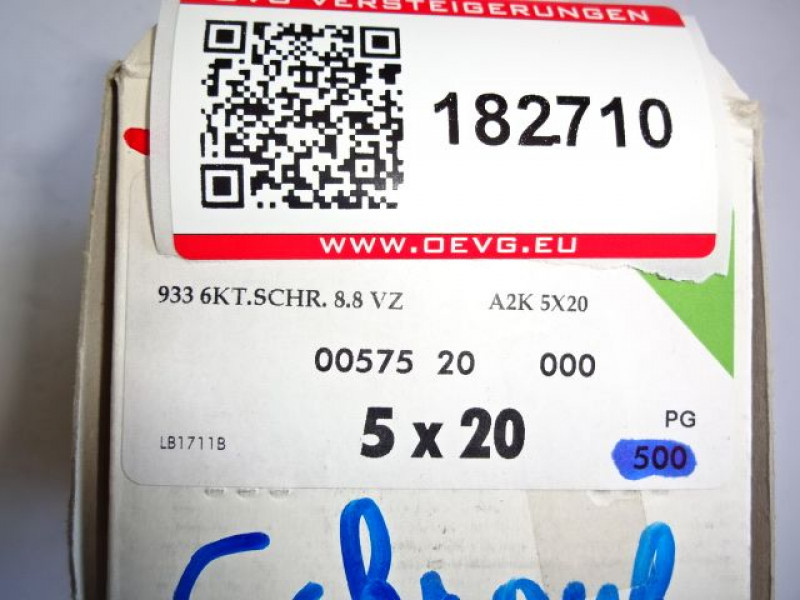 VERSTEIGERUNGEN
182710
WWW.OEVG.EU
933 6KT.SCHR. 8.8 VZ A2K 5X20
00575 20 000
5 x 20
PG
LB1711B
500